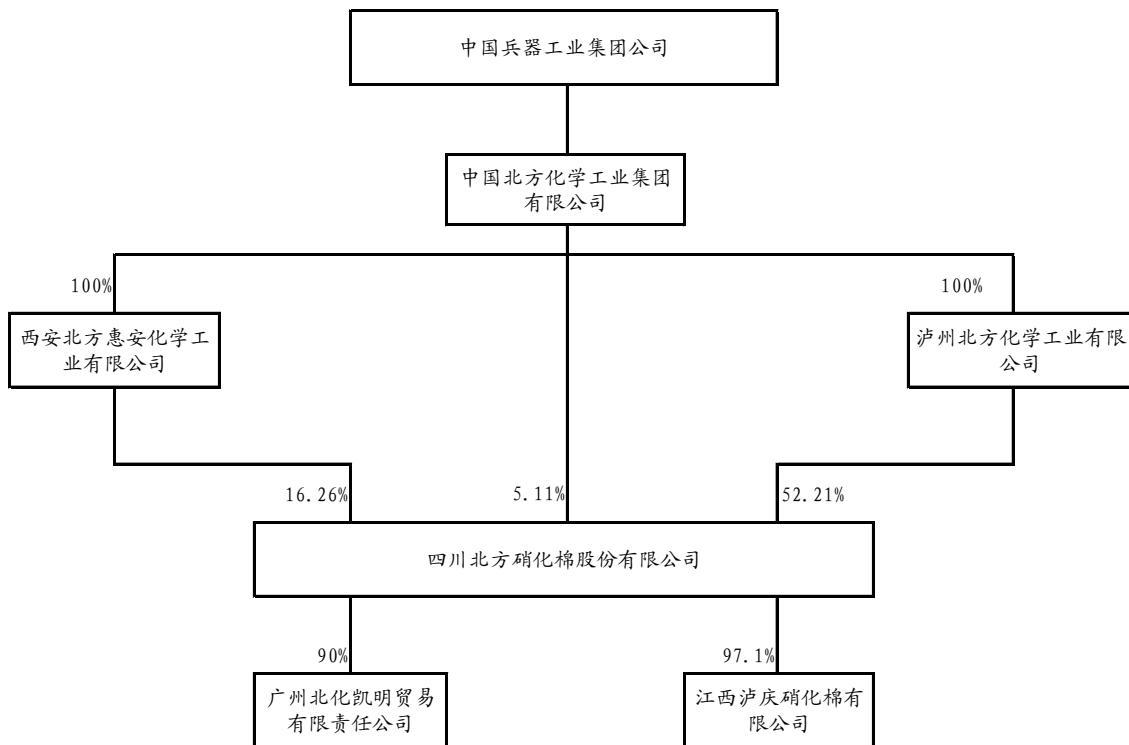 中国兵器工业集团公司
中国北方化学工业集团
有限公司
100%
100%
西安北方惠安化学工
业有限公司
泸州北方化学工业有限
公司
16.26%
5.11%
52.21%
四川北方硝化棉股份有限公司
90%
97.1%
广州北化凯明贸易
有限责任公司
江西泸庆硝化棉有
限公司